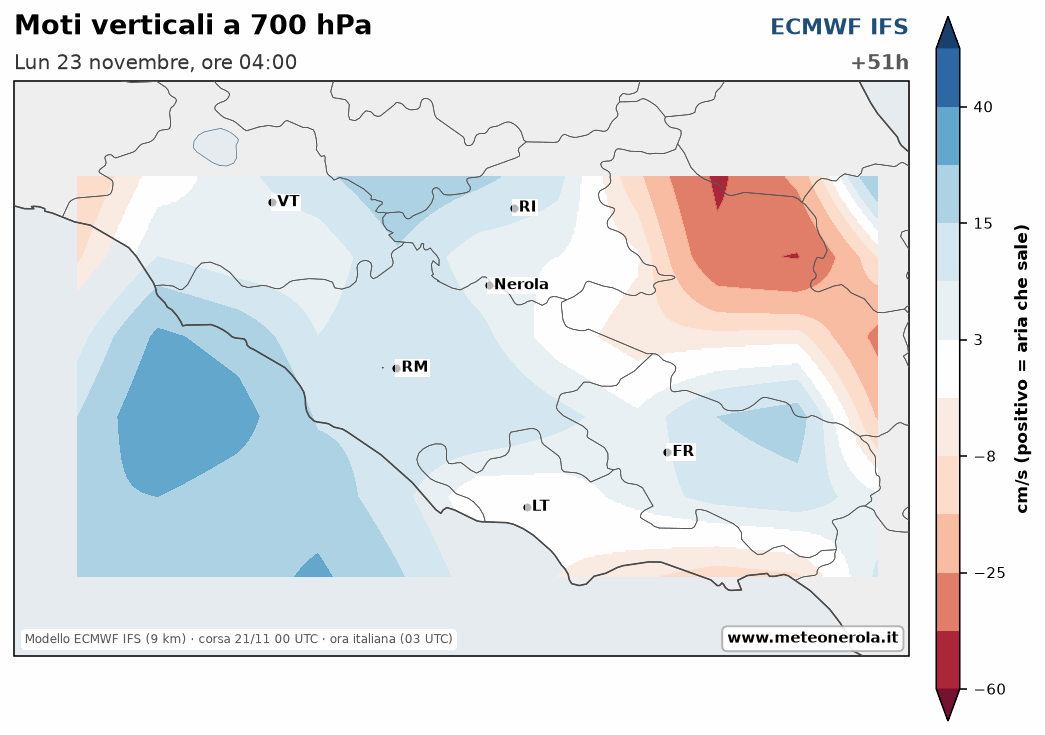 Moti verticali a 700 hPa
ECMWF IFS
Lun 23 novembre, ore 04:00
+51h
VT
RI
Nerola
RM
FR
LT
40
15
3
−8
−25
−60
cm/s (positivo = aria che sale)
Modello ECMWF IFS (9 km) · corsa 21/11 00 UTC · ora italiana (03 UTC)
www.meteonerola.it